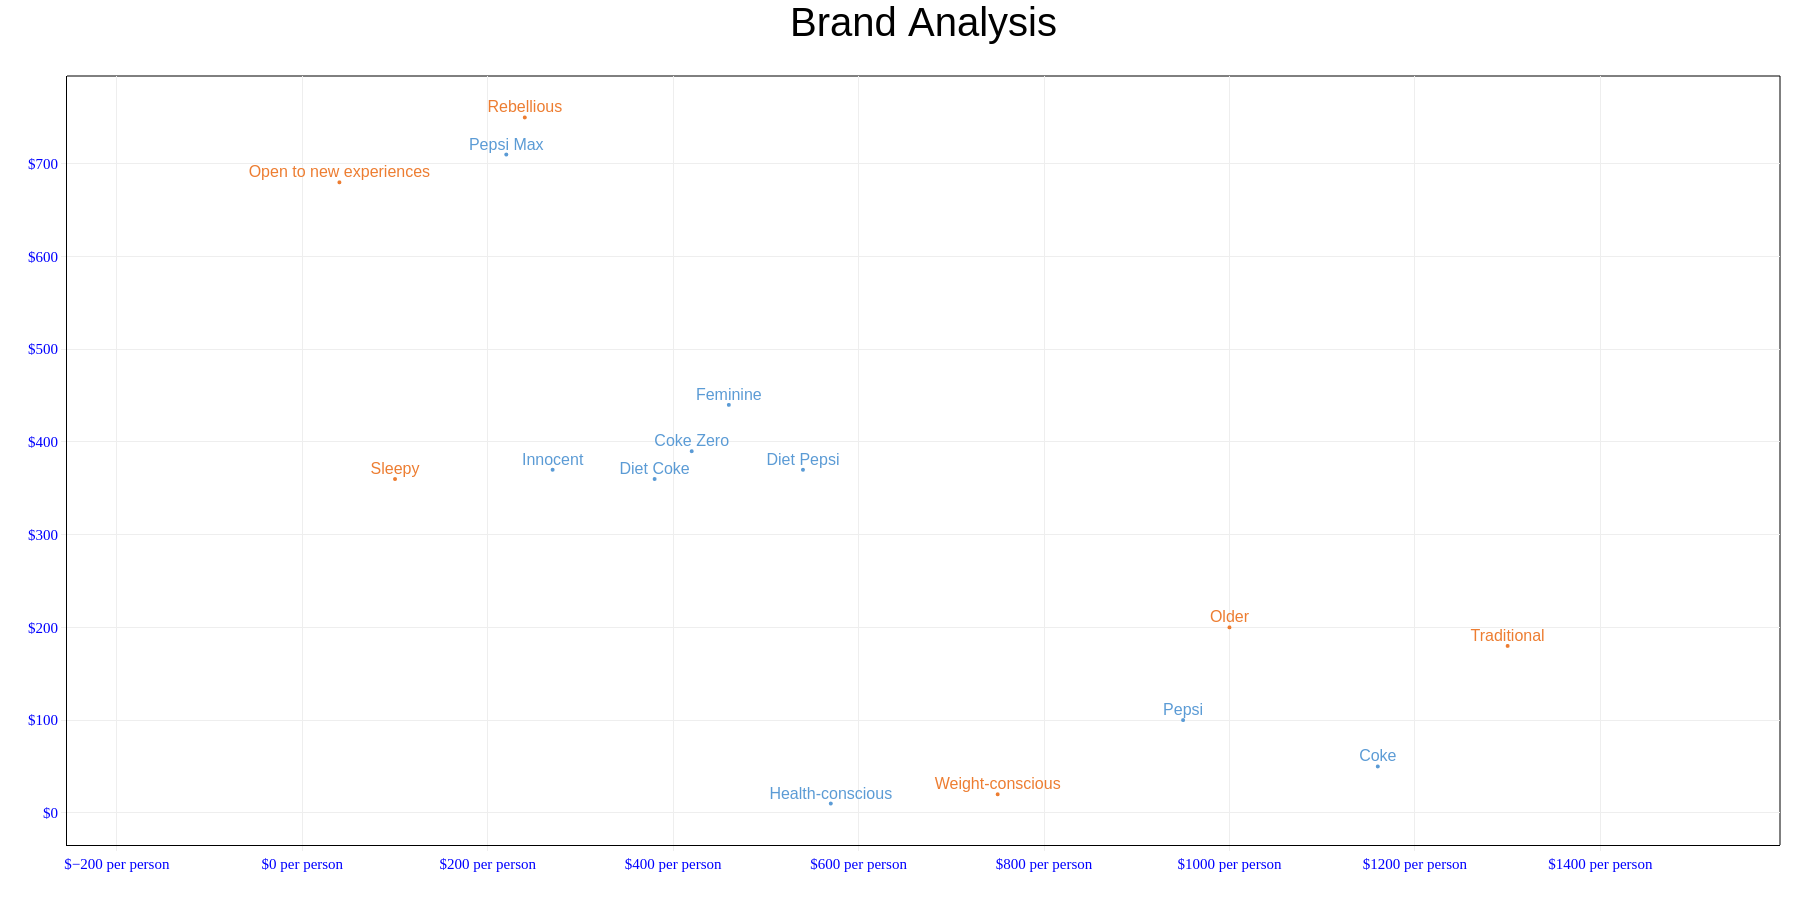 Brand Analysis
Rebellious
Pepsi Max
$700
Open to new experiences
$600
$500
Feminine
$400
Coke Zero
Innocent
Diet Pepsi
Sleepy
Diet Coke
$300
Older
$200
Traditional
Pepsi
$100
Coke
Weight-conscious
Health-conscious
$0
$−200 per person
$0 per person
$200 per person
$400 per person
$600 per person
$800 per person
$1000 per person
$1200 per person
$1400 per person